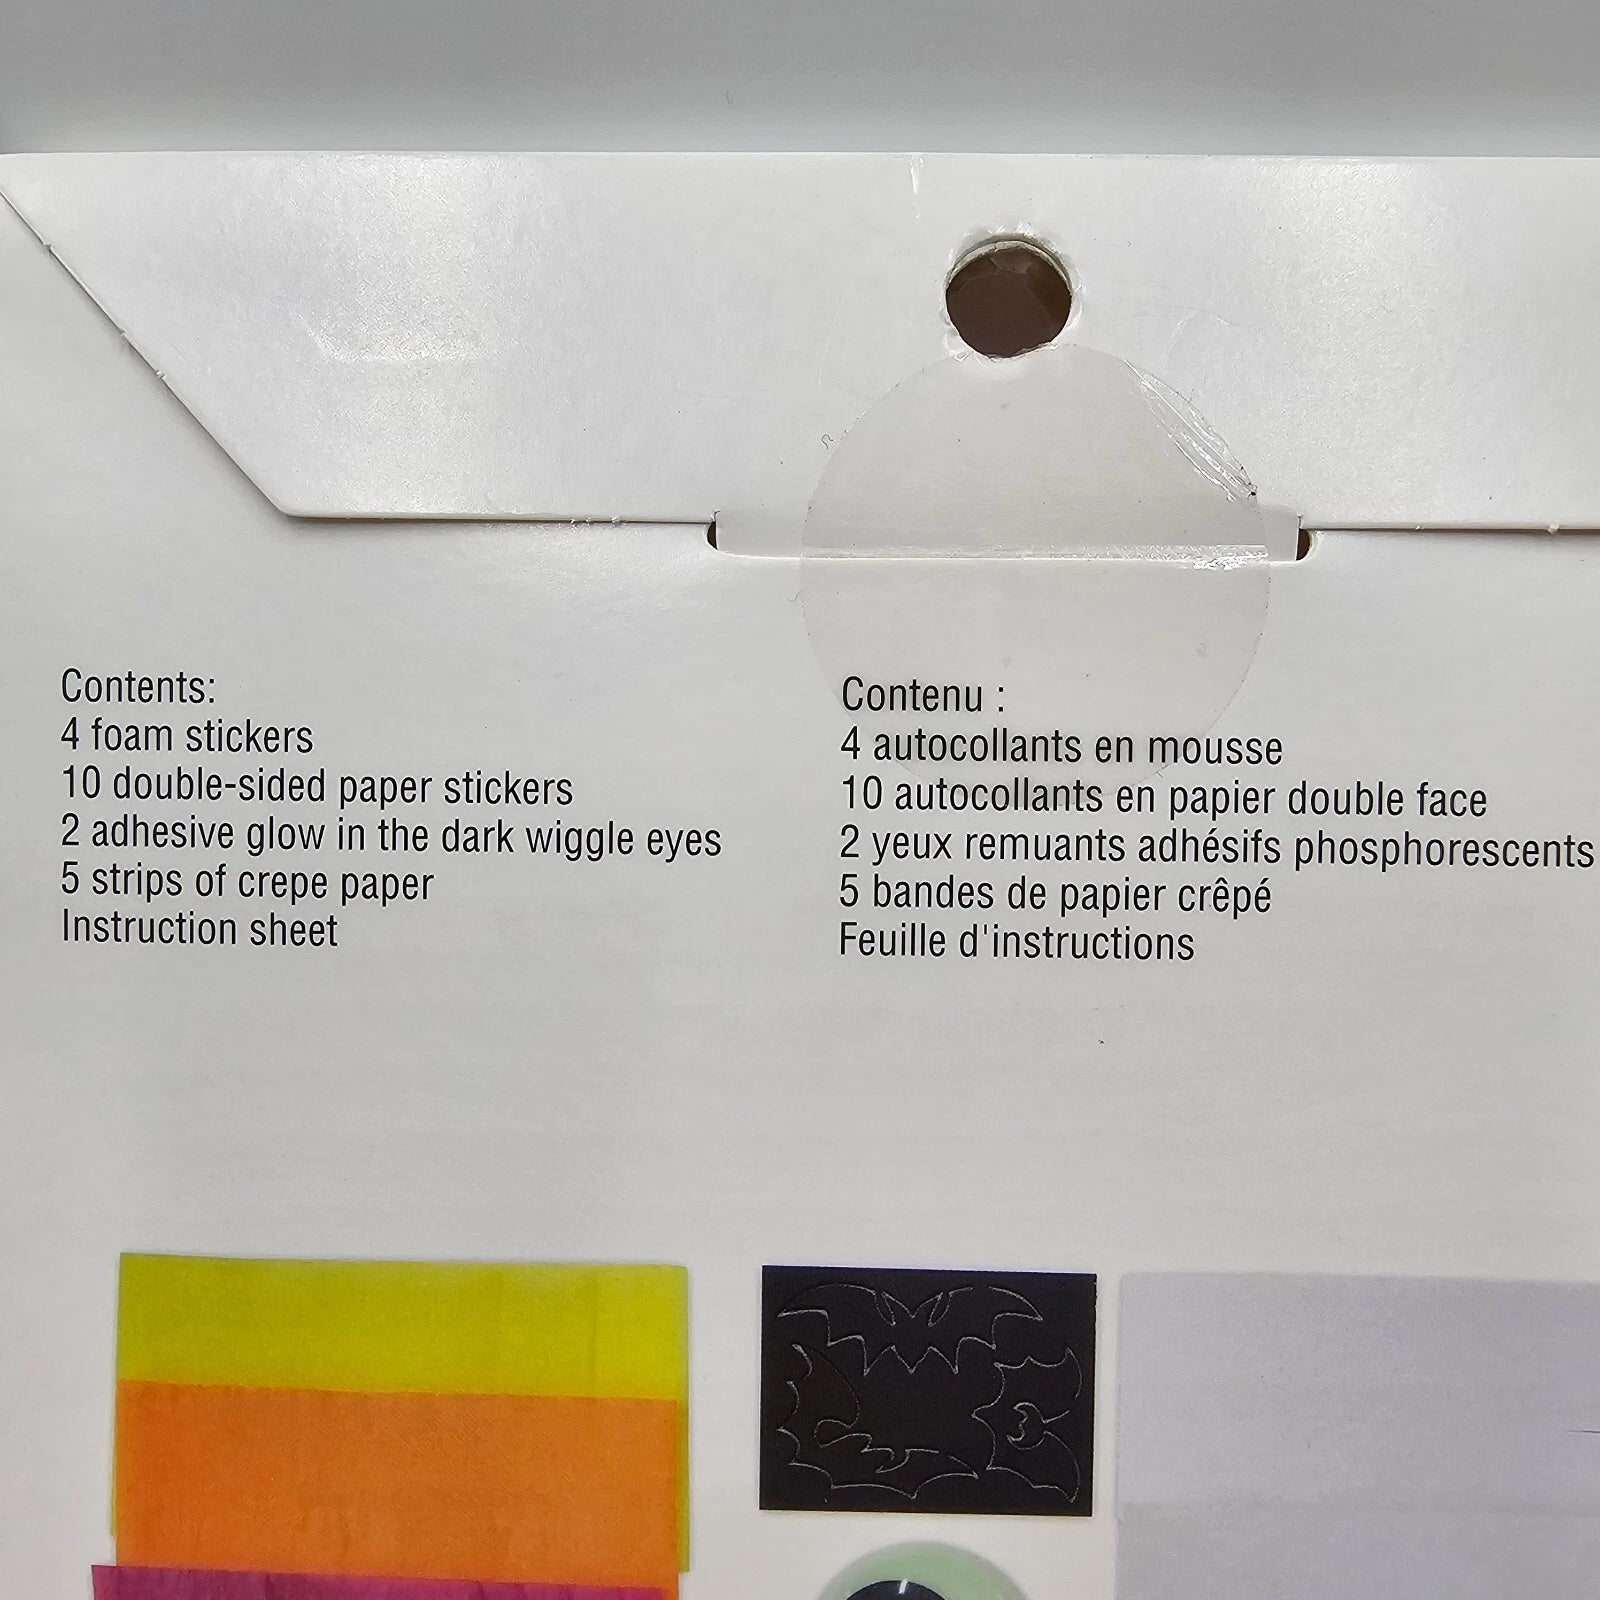 Contents:
4 foam stickers
10 double-sided paper stickers
2 adhesive glow in the dark wiggle eyes
5 strips of crepe paper
Instruction sheet
Contenu :
4 autocollants en mousse
10 autocollants en papier double face
2 yeux remuants adhésifs phosphorescents
5 bandes de papier crêpé
Feuille d'instructions